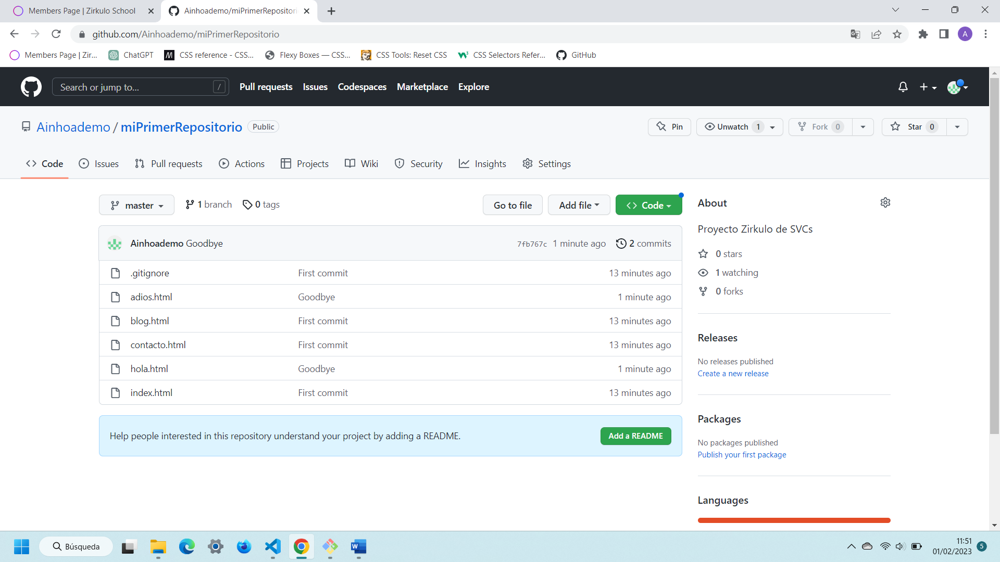 Members Page | Zirkulo School
Ainhoademo/miPrimerRepositori
github.com/Ainhoademo/miPrimerRepositorio
A
Members Page | Zir...
ChatGPT
CSS reference - CSS...
Flexy Boxes — CSS...
CSS Tools: Reset CSS
CSS Selectors Refer...
GitHub
Search or jump to...
/
Pull requests
Issues
Codespaces
Marketplace
Explore
Ainhoademo / miPrimerRepositorio
Public
Pin
Unwatch 1
Fork 0
Star 0
Code
Issues
Pull requests
Actions
Projects
Wiki
Security
Insights
Settings
master
1 branch
0 tags
Go to file
Add file
Code
Ainhoademo Goodbye
7fb767c 1 minute ago
2 commits
.gitignore First commit 13 minutes ago
adios.html Goodbye 1 minute ago
blog.html First commit 13 minutes ago
contacto.html First commit 13 minutes ago
hola.html Goodbye 1 minute ago
index.html First commit 13 minutes ago
Help people interested in this repository understand your project by adding a README.
Add a README
About
Proyecto Zirkulo de SVCs
0 stars
1 watching
0 forks
Releases
No releases published
Create a new release
Packages
No packages published
Publish your first package
Languages
Búsqueda
11:51
01/02/2023
5